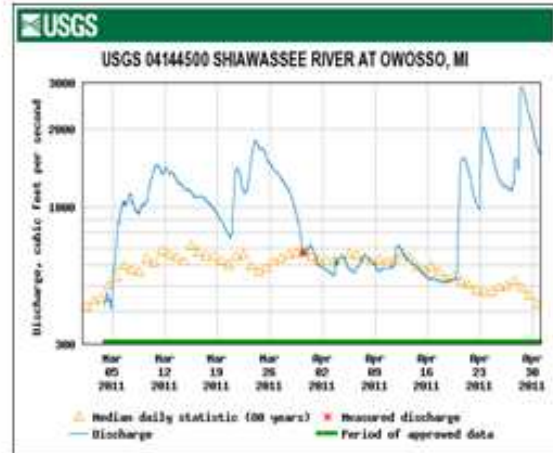 USGS
USGS 04144500 SHIAWASSEE RIVER AT OWOSSO, MI
Discharge, cubic feet per second
3000
2000
1000
300
Mar 05 2011
Mar 12 2011
Mar 19 2011
Mar 26 2011
Apr 02 2011
Apr 09 2011
Apr 16 2011
Apr 23 2011
Apr 30 2011
Median daily statistic (80 years)
Measured discharge
Discharge
Period of approved data